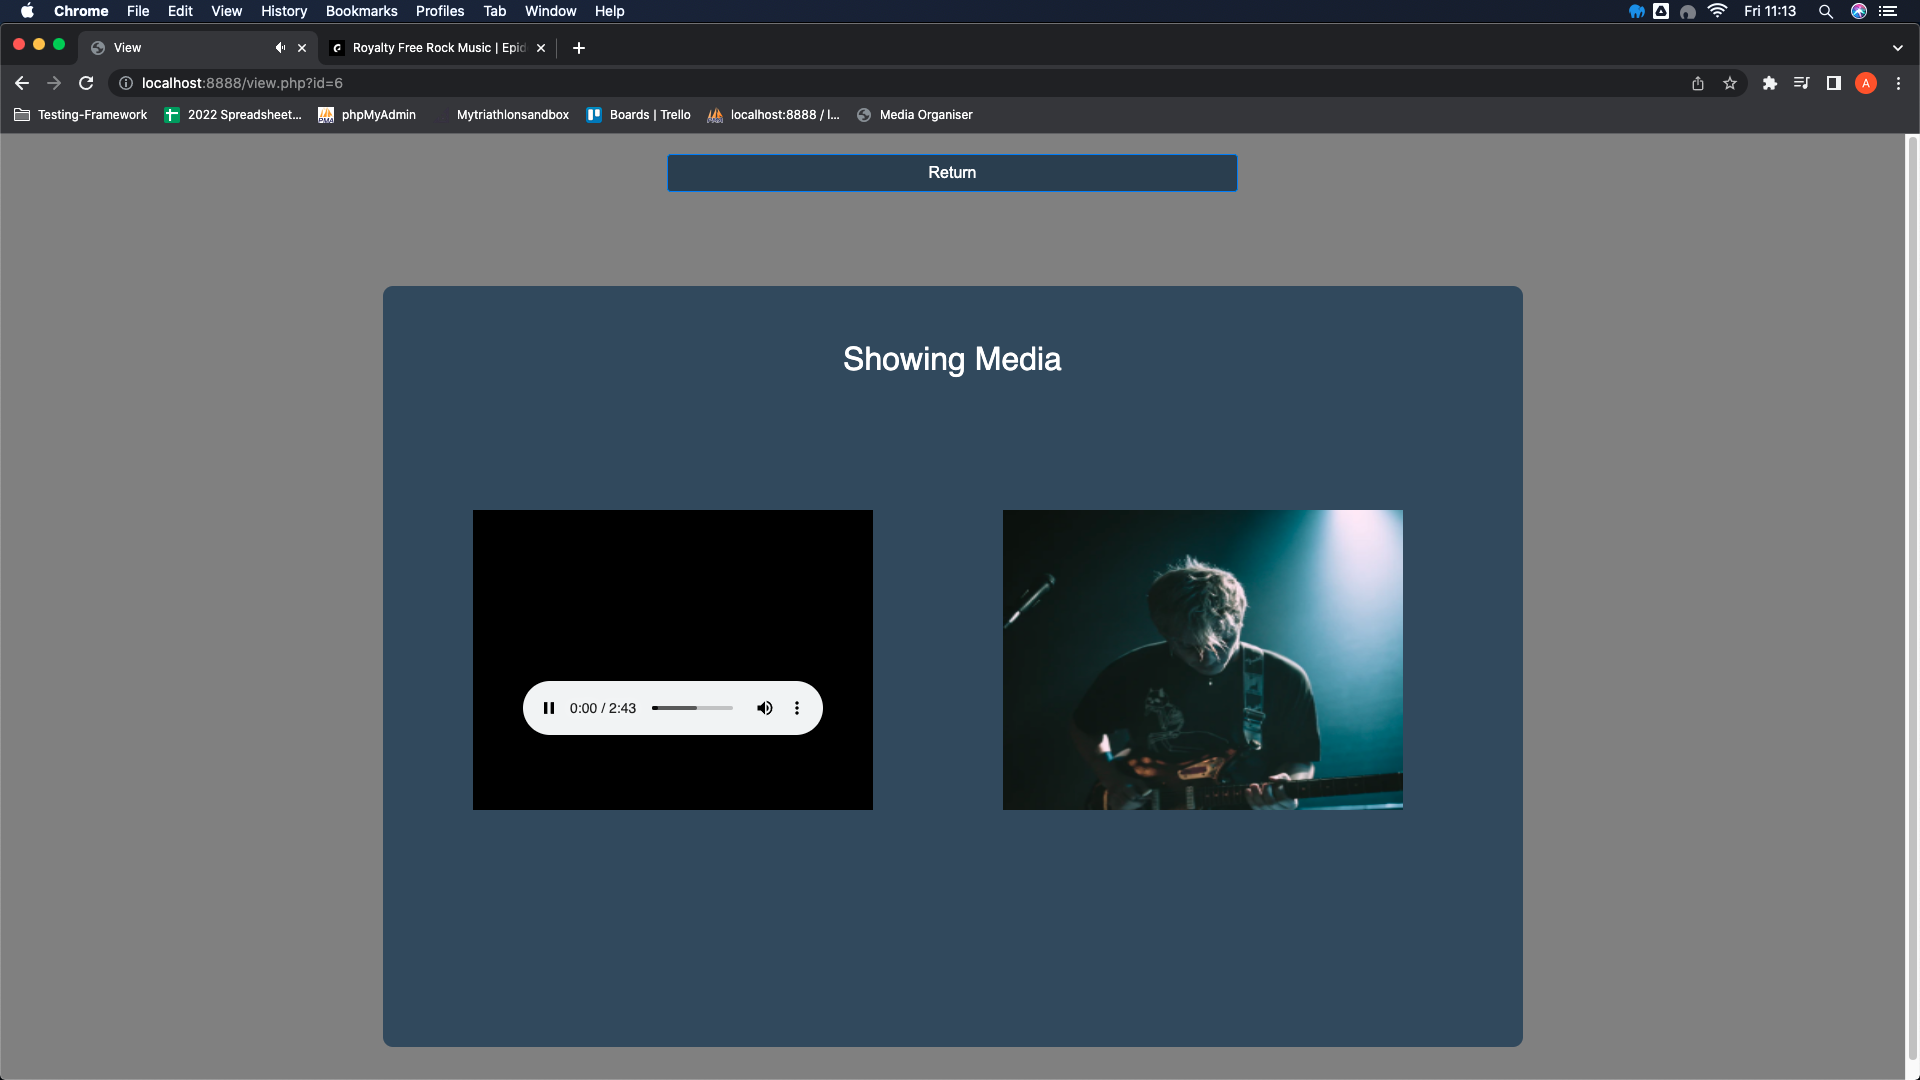 Chrome File Edit View History Bookmarks Profiles Tab Window Help Fri 11:13
View Royalty Free Rock Music | Epid
localhost:8888/view.php?id=6 A
Testing-Framework 2022 Spreadsheet... phpMyAdmin Mytriathlonsandbox Boards | Trello localhost:8888 / l... Media Organiser
Return
Showing Media
0:00 / 2:43